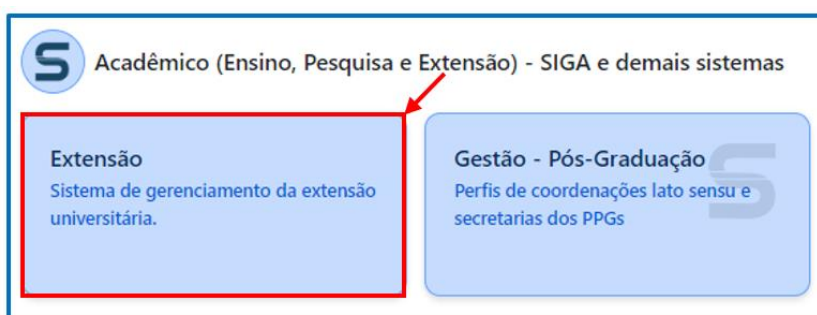 S Acadêmico (Ensino, Pesquisa e Extensão) - SIGA e demais sistemas
Extensão
Sistema de gerenciamento da extensão
universitária.
Gestão - Pós-Graduação
Perfis de coordenações lato sensu e
secretarias dos PPGs
S